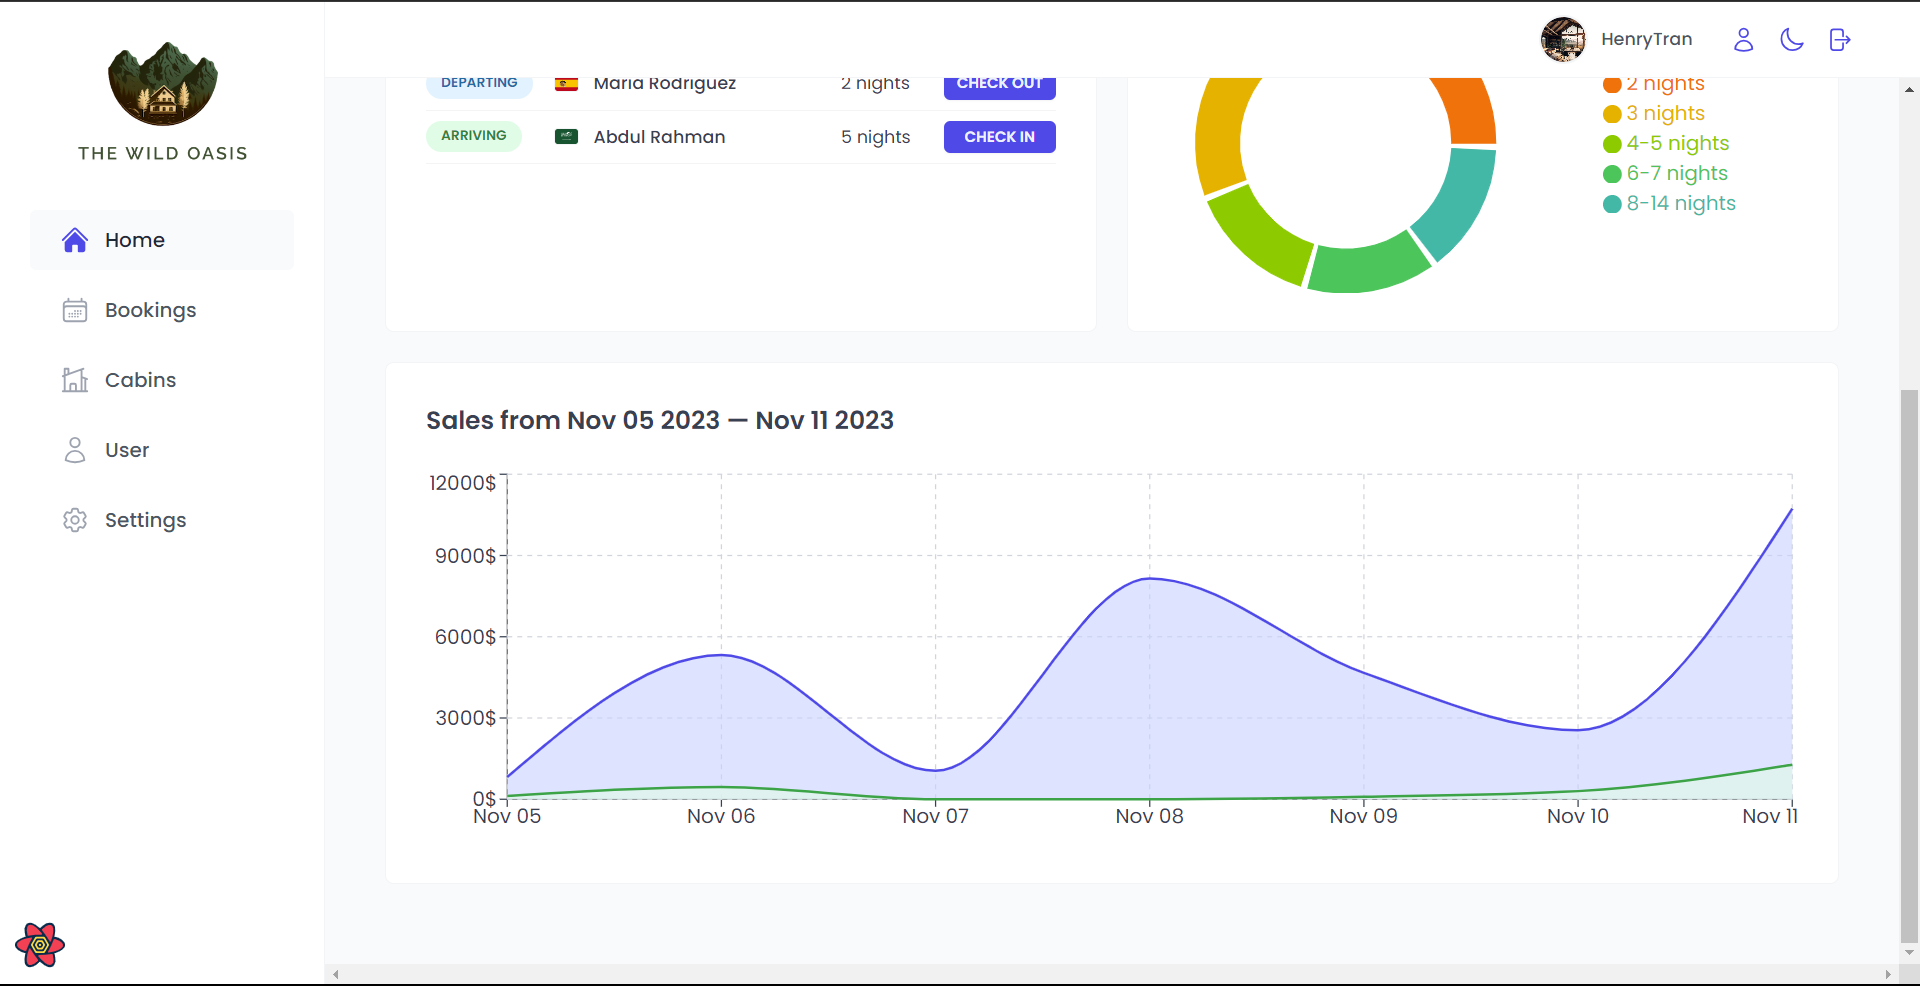 THE WILD OASIS
Home
Bookings
Cabins
User
Settings
HenryTran
DEPARTING Maria Rodriguez 2 nights CHECK OUT
ARRIVING Abdul Rahman 5 nights CHECK IN
2 nights
3 nights
4-5 nights
6-7 nights
8-14 nights
Sales from Nov 05 2023 — Nov 11 2023
12000$
9000$
6000$
3000$
0$
Nov 05 Nov 06 Nov 07 Nov 08 Nov 09 Nov 10 Nov 11